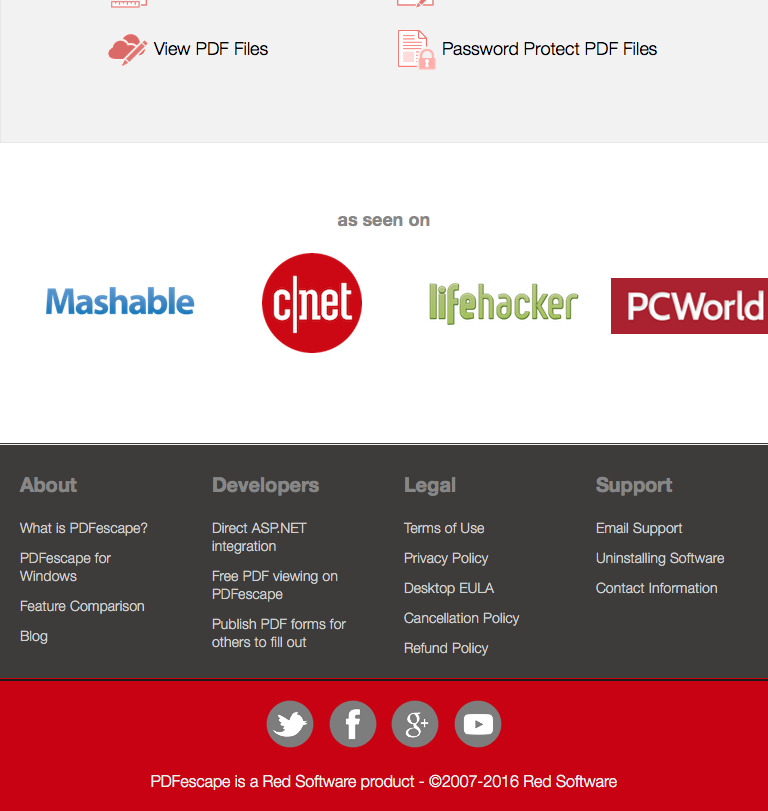 View PDF Files
Password Protect PDF Files
as seen on
Mashable
c|net
lifehacker
PCWorld
About
What is PDFescape?
PDFescape for
Windows
Feature Comparison
Blog
Developers
Direct ASP.NET
integration
Free PDF viewing on
PDFescape
Publish PDF forms for
others to fill out
Legal
Terms of Use
Privacy Policy
Desktop EULA
Cancellation Policy
Refund Policy
Support
Email Support
Uninstalling Software
Contact Information
g+
PDFescape is a Red Software product - ©2007-2016 Red Software